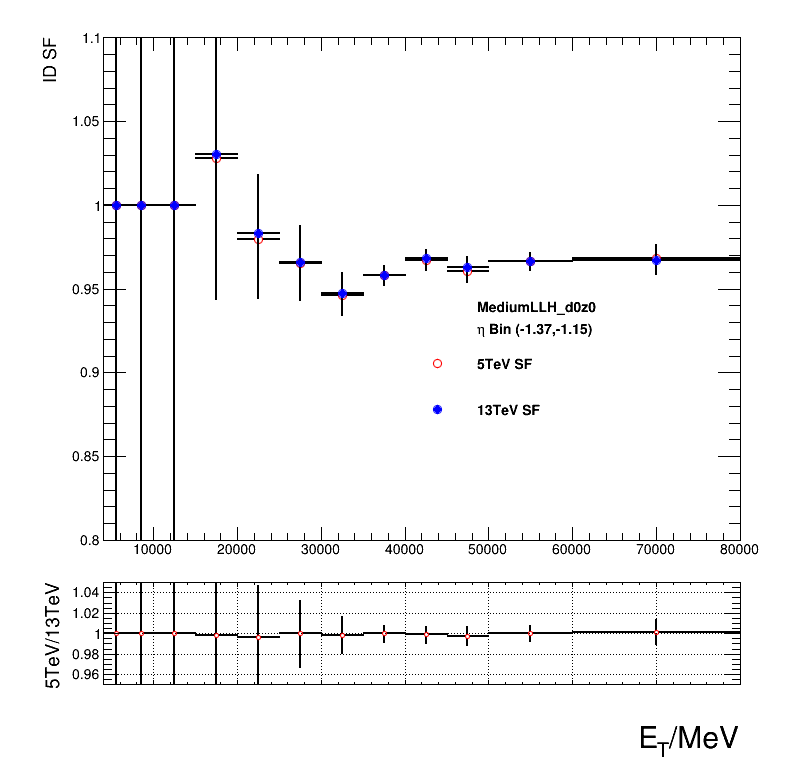 ID SF
1.1
1.05
1
0.95
0.9
0.85
0.8
MediumLLH_d0z0
η Bin (-1.37,-1.15)
5TeV SF
13TeV SF
10000 20000 30000 40000 50000 60000 70000 80000
5TeV/13TeV
1.04
1.02
1
0.98
0.96
E_T/MeV